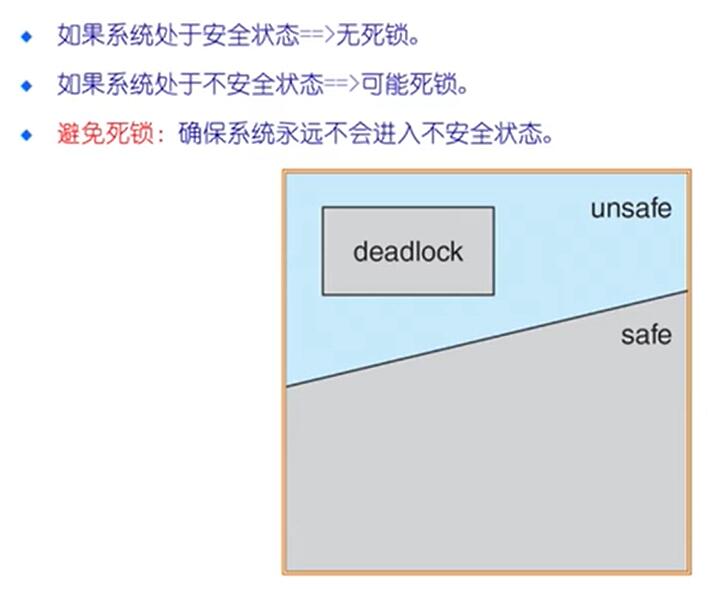 如果系统处于安全状态==>无死锁。
如果系统处于不安全状态==>可能死锁。
避免死锁：确保系统永远不会进入不安全状态。
unsafe
deadlock
safe